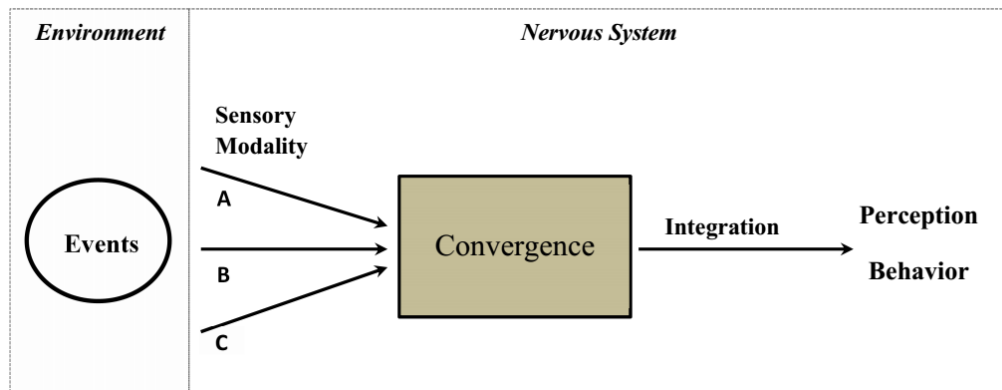 Environment
Nervous System
Sensory
Modality
A
B
C
Events
Convergence
Integration
Perception
Behavior